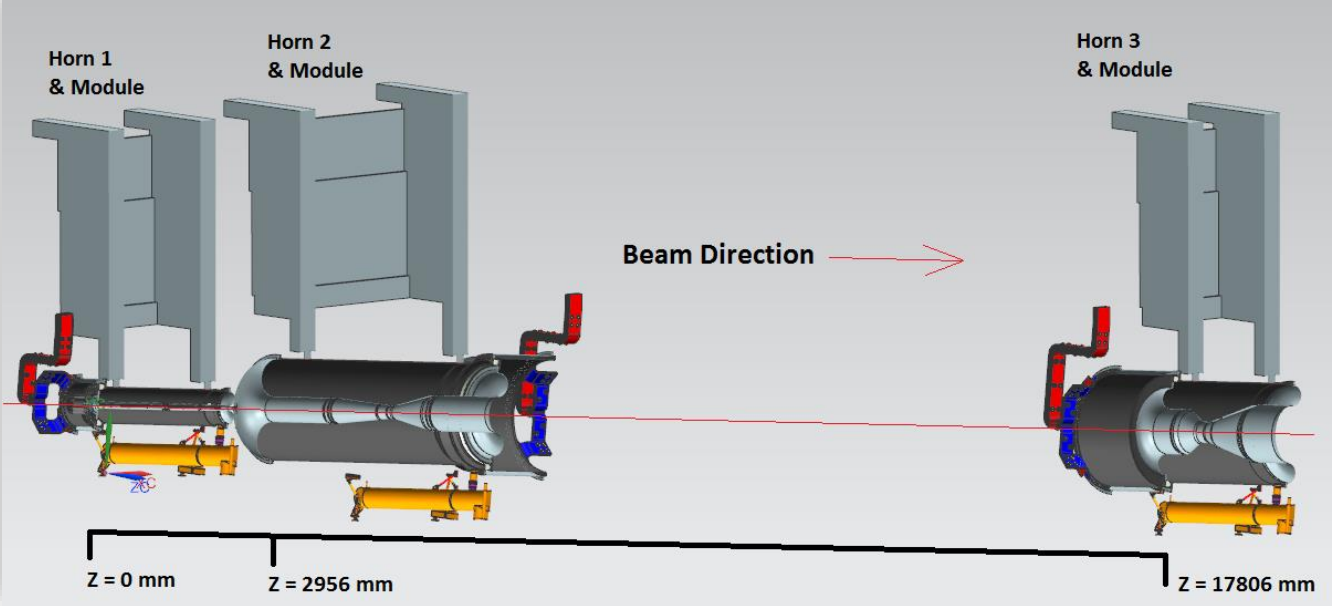 Horn 1
& Module
Horn 2
& Module
Horn 3
& Module
Beam Direction
Z = 0 mm
Z = 2956 mm
Z = 17806 mm